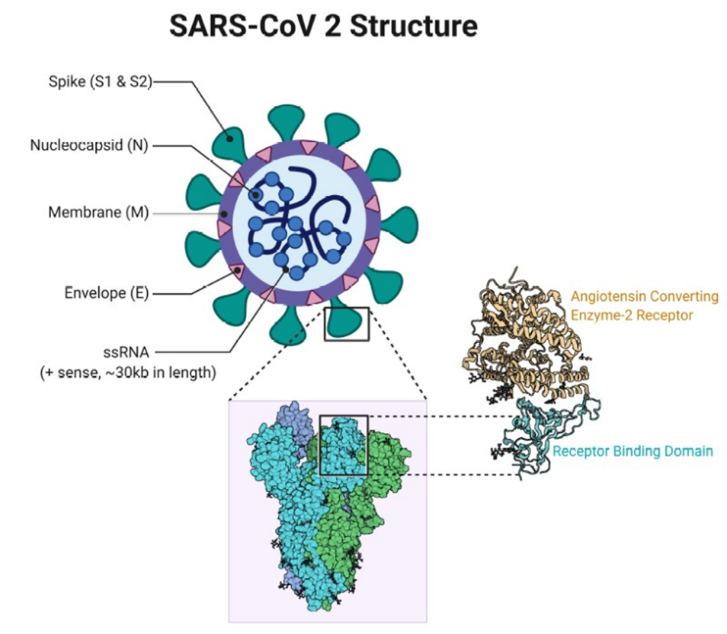 SARS-CoV 2 Structure
Spike (S1 & S2)
Nucleocapsid (N)
Membrane (M)
Envelope (E)
ssRNA
(+ sense, ~30kb in length)
Angiotensin Converting
Enzyme-2 Receptor
Receptor Binding Domain